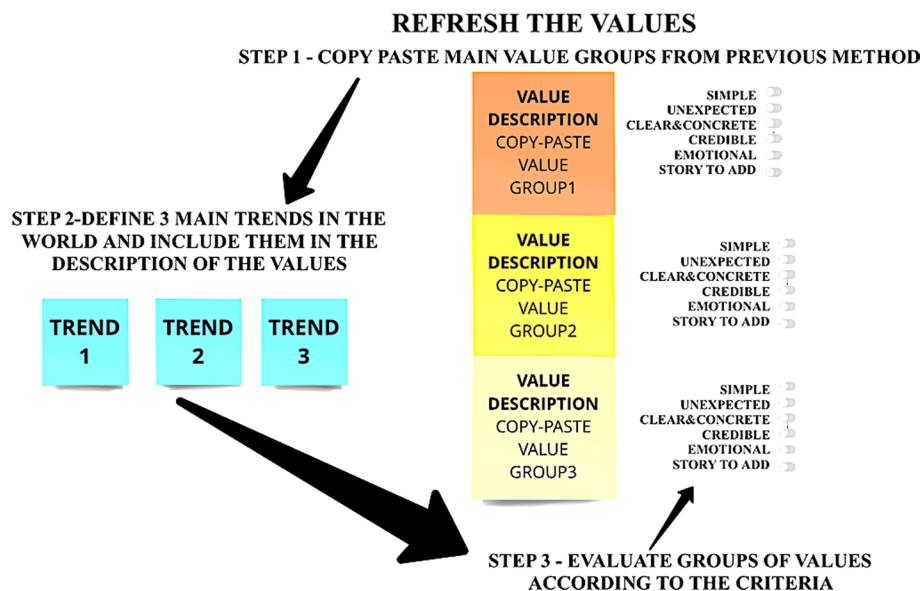 REFRESH THE VALUES
STEP 1 - COPY PASTE MAIN VALUE GROUPS FROM PREVIOUS METHOD
VALUE
DESCRIPTION
COPY-PASTE
VALUE
GROUP1
SIMPLE
UNEXPECTED
CLEAR&CONCRETE
CREDIBLE
EMOTIONAL
STORY TO ADD
STEP 2-DEFINE 3 MAIN TRENDS IN THE
WORLD AND INCLUDE THEM IN THE
DESCRIPTION OF THE VALUES
TREND
1
TREND
2
TREND
3
VALUE
DESCRIPTION
COPY-PASTE
VALUE
GROUP2
SIMPLE
UNEXPECTED
CLEAR&CONCRETE
CREDIBLE
EMOTIONAL
STORY TO ADD
VALUE
DESCRIPTION
COPY-PASTE
VALUE
GROUP3
SIMPLE
UNEXPECTED
CLEAR&CONCRETE
CREDIBLE
EMOTIONAL
STORY TO ADD
STEP 3 - EVALUATE GROUPS OF VALUES
ACCORDING TO THE CRITERIA